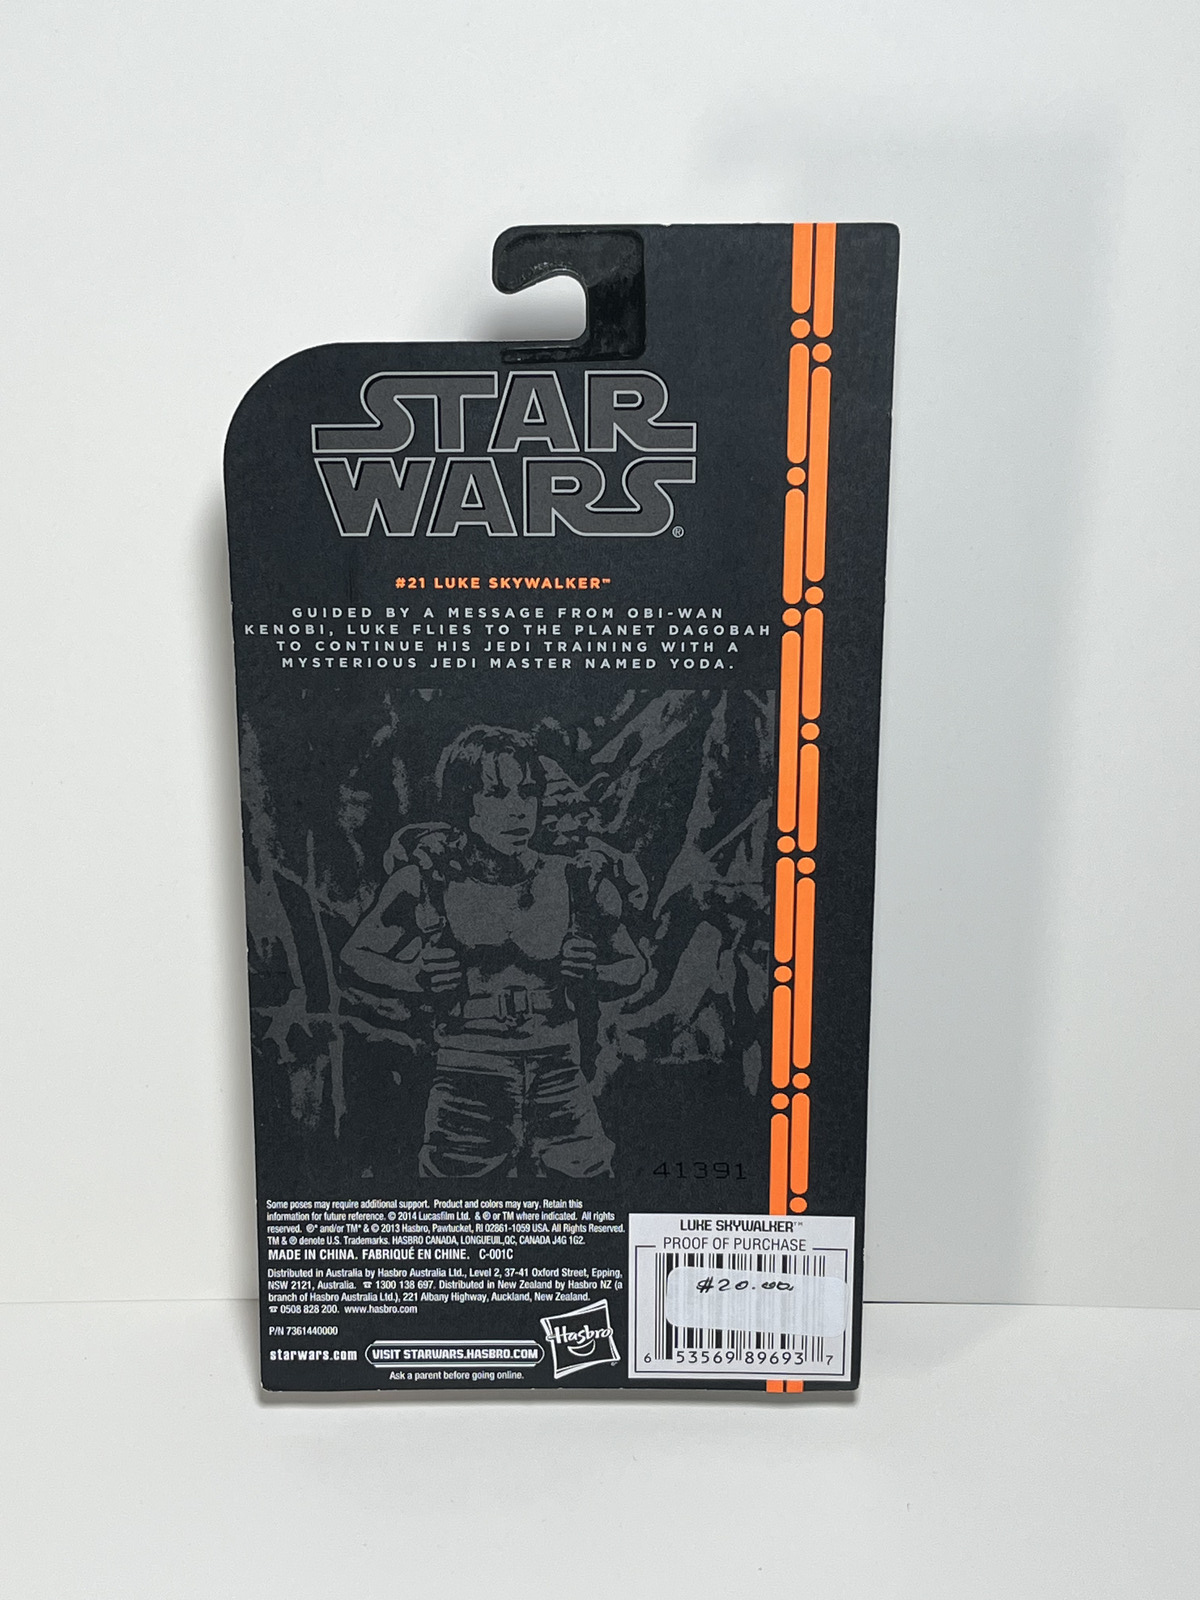 STAR
WARS®
#21 LUKE SKYWALKER™
GUIDED BY A MESSAGE FROM OBI-WAN
KENOBI, LUKE FLIES TO THE PLANET DAGOBAH
TO CONTINUE HIS JEDI TRAINING WITH A
MYSTERIOUS JEDI MASTER NAMED YODA.
41391
Some poses may require additional support. Product and colors may vary. Retain this
information for future reference. © 2014 Lucasfilm Ltd. & ® or TM where indicated. All rights
reserved. ®* and/or TM* & © 2013 Hasbro, Pawtucket, RI 02861-1059 USA. All Rights Reserved.
TM & ® denote U.S. Trademarks. HASBRO CANADA, LONGUEUIL,QC, CANADA J4G 1G2.
MADE IN CHINA. FABRIQUÉ EN CHINE. C-001C
Distributed in Australia by Hasbro Australia Ltd., Level 2, 37-41 Oxford Street, Epping,
NSW 2121, Australia. ☎ 1300 138 697. Distributed in New Zealand by Hasbro NZ (a
branch of Hasbro Australia Ltd.), 221 Albany Highway, Auckland, New Zealand.
☎ 0508 828 200. www.hasbro.com
P/N 7361440000
starwars.com VISIT STARWARS.HASBRO.COM
Ask a parent before going online.
Hasbro
LUKE SKYWALKER™
PROOF OF PURCHASE
#20.00
6 53569 89693 7